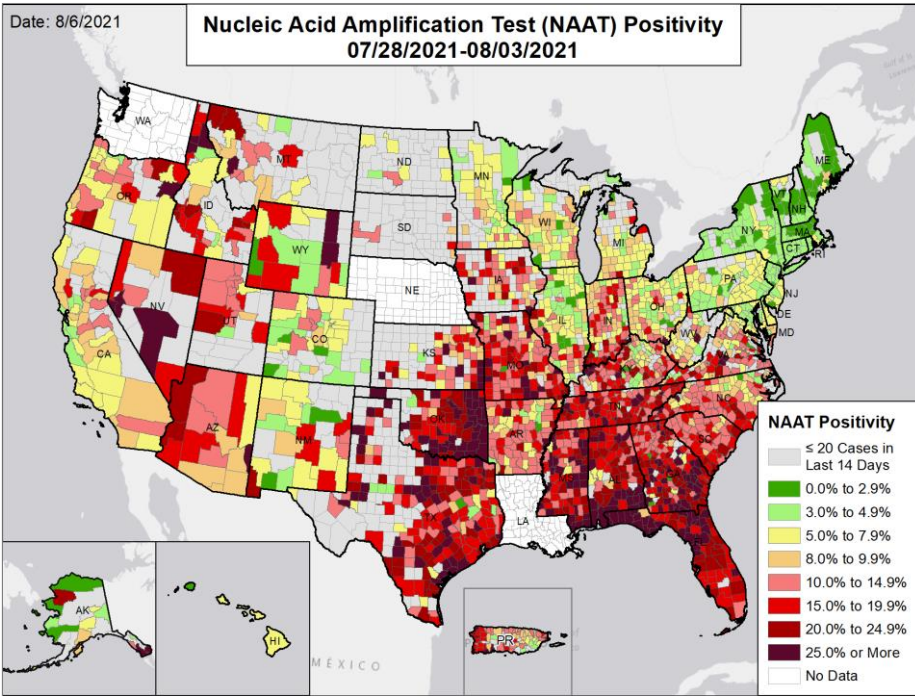 Date: 8/6/2021
Nucleic Acid Amplification Test (NAAT) Positivity
07/28/2021-08/03/2021
WA
MT
ND
MN
ME
OR
ID
WY
SD
WI
MI
NY
VT
NH
MA
CT
RI
NE
IA
PA
NJ
DE
MD
NV
UT
CO
CA
KS
MO
IL
IN
OH
WV
VA
KY
AZ
NM
OK
AR
TN
NC
SC
TX
LA
MS
AL
GA
FL
AK
HI
PR
MÉXICO
NAAT Positivity
≤ 20 Cases in
Last 14 Days
0.0% to 2.9%
3.0% to 4.9%
5.0% to 7.9%
8.0% to 9.9%
10.0% to 14.9%
15.0% to 19.9%
20.0% to 24.9%
25.0% or More
No Data